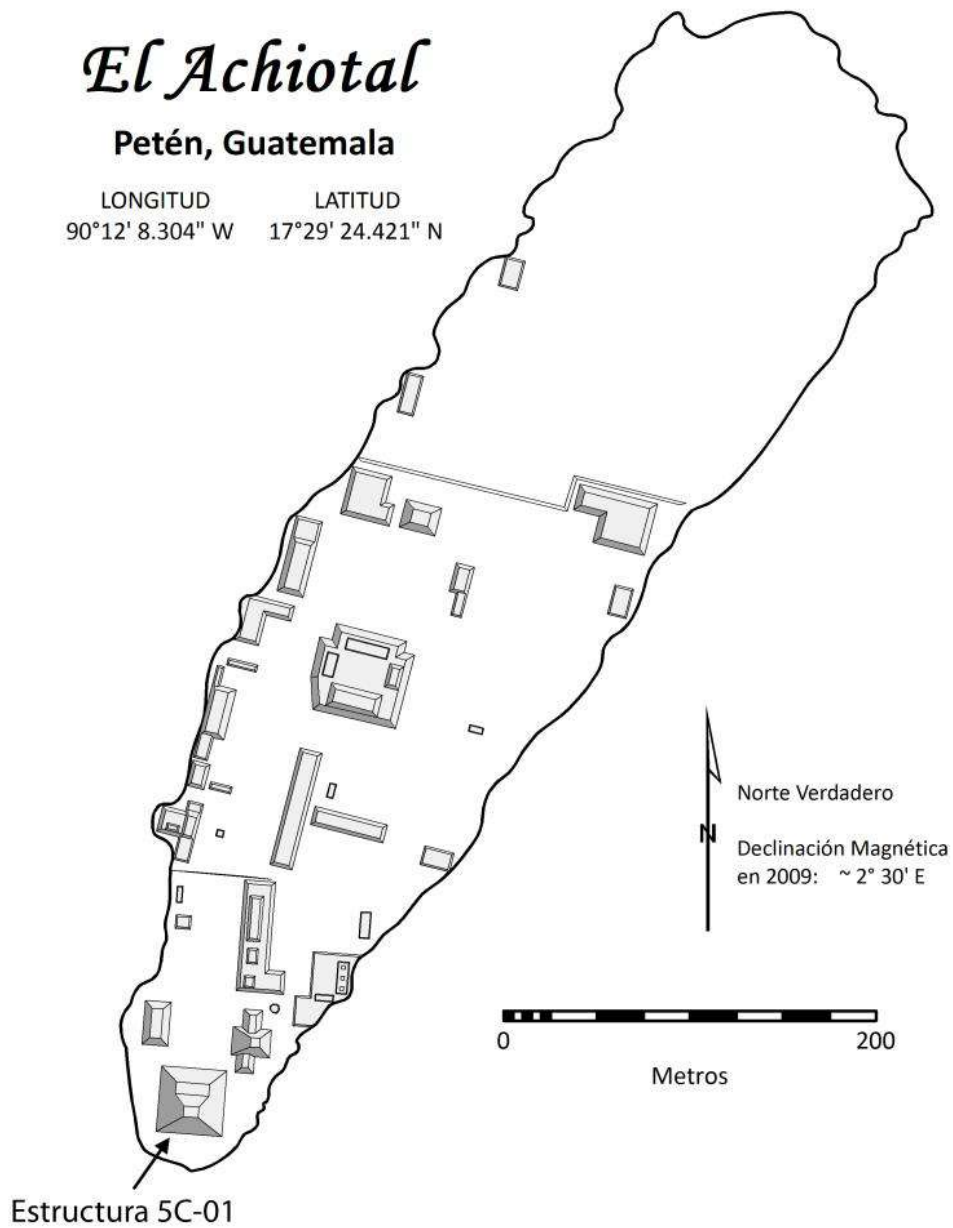 El Achiotal
Petén, Guatemala
LONGITUD LATITUD
90°12' 8.304" W 17°29' 24.421" N
Norte Verdadero
N
Declinación Magnética
en 2009: ~ 2° 30' E
0 200
Metros
Estructura 5C-01